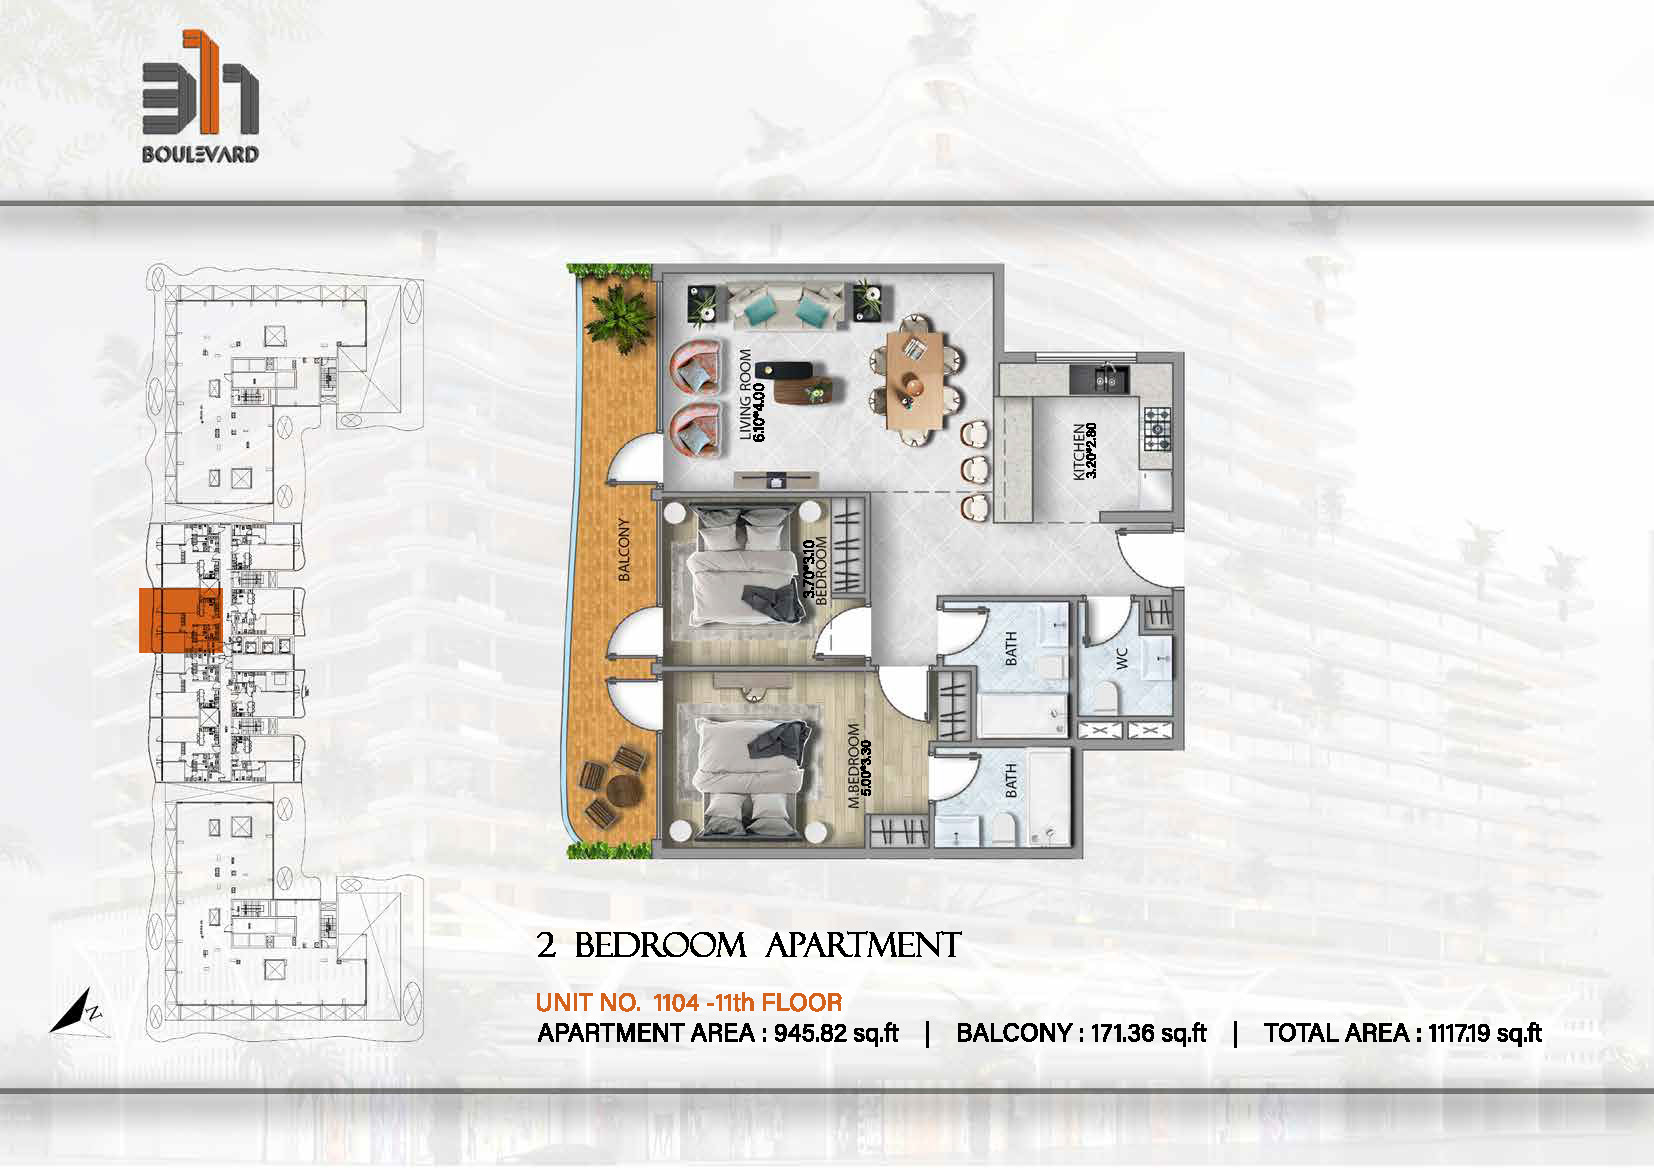 311
BOULEVARD
LIVING ROOM
6.10*4.00
KITCHEN
3.20*2.80
BALCONY
3.70*3.10
BEDROOM
BATH
WC
M.BEDROOM
5.00*3.30
BATH
N
2 BEDROOM APARTMENT
UNIT NO. 1104 -11th FLOOR
APARTMENT AREA : 945.82 sq.ft | BALCONY : 171.36 sq.ft | TOTAL AREA : 1117.19 sq.ft